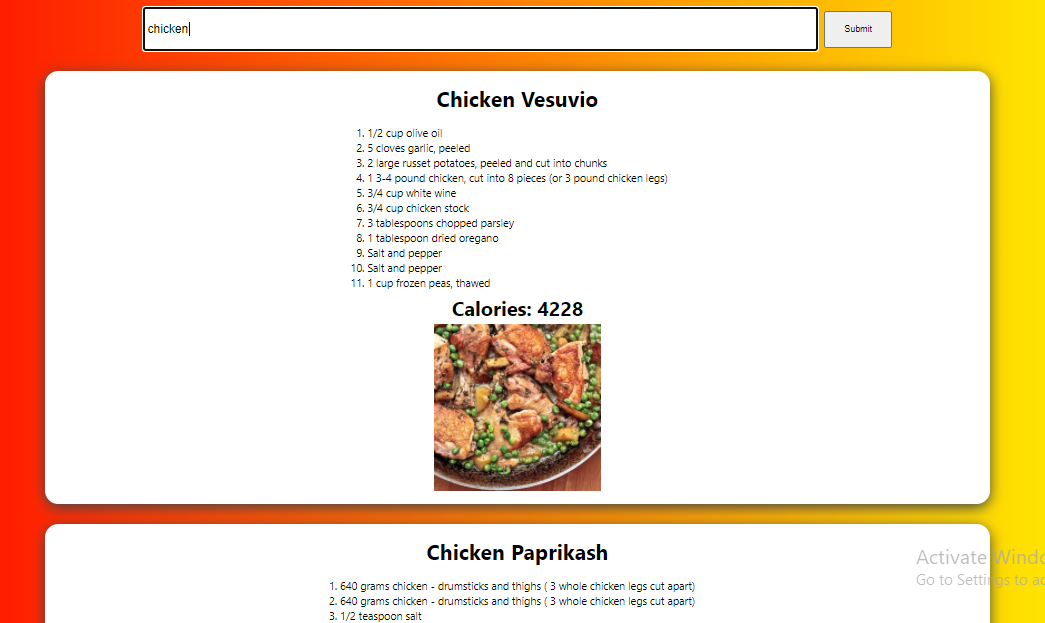 chicken
Submit
Chicken Vesuvio
1. 1/2 cup olive oil
2. 5 cloves garlic, peeled
3. 2 large russet potatoes, peeled and cut into chunks
4. 1 3-4 pound chicken, cut into 8 pieces (or 3 pound chicken legs)
5. 3/4 cup white wine
6. 3/4 cup chicken stock
7. 3 tablespoons chopped parsley
8. 1 tablespoon dried oregano
9. Salt and pepper
10. Salt and pepper
11. 1 cup frozen peas, thawed
Calories: 4228
Chicken Paprikash
1. 640 grams chicken - drumsticks and thighs ( 3 whole chicken legs cut apart)
2. 640 grams chicken - drumsticks and thighs ( 3 whole chicken legs cut apart)
3. 1/2 teaspoon salt
Activate Windo
Go to Settings to ac